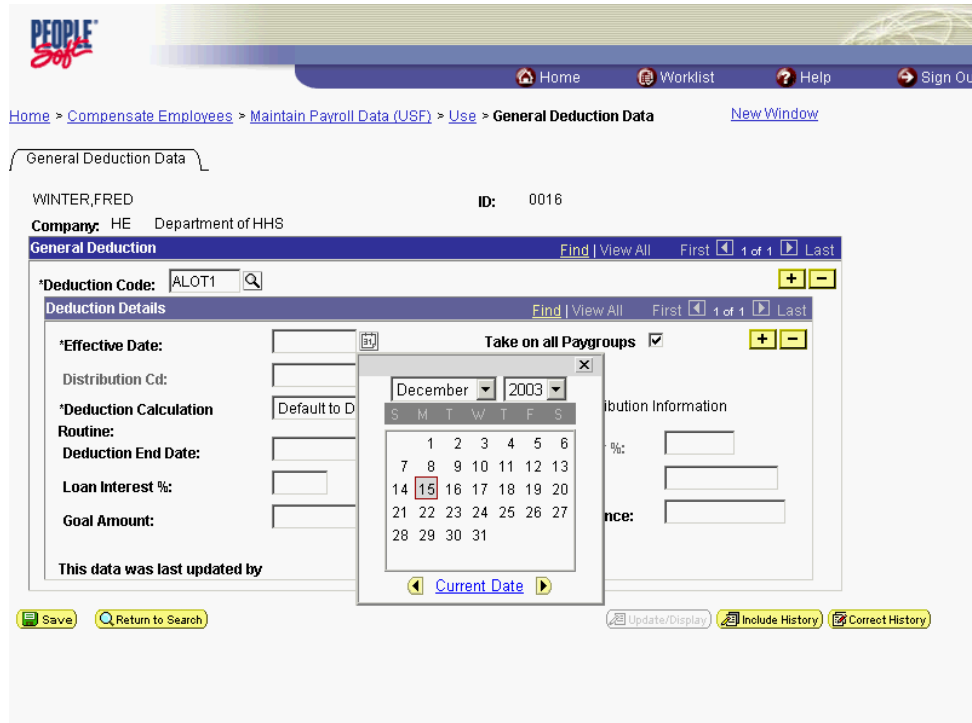 PEOPLE
Soft
Home Worklist Help Sign Ou
Home > Compensate Employees > Maintain Payroll Data (USF) > Use > General Deduction Data New Window
General Deduction Data
WINTER,FRED ID: 0016
Company: HE Department of HHS
General Deduction Find | View All First 1 of 1 Last
*Deduction Code: ALOT1 + -
Deduction Details Find | View All First 1 of 1 Last
*Effective Date: 31 Take on all Paygroups + -
Distribution Cd:
December 2003
*Deduction Calculation Routine: Default to D ibution Information
S M T W T F S
1 2 3 4 5 6
7 8 9 10 11 12 13
14 15 16 17 18 19 20
21 22 23 24 25 26 27
28 29 30 31
Current Date
Deduction End Date: %:
Loan Interest %:
Goal Amount: nce:
This data was last updated by
Save Return to Search Update/Display Include History Correct History